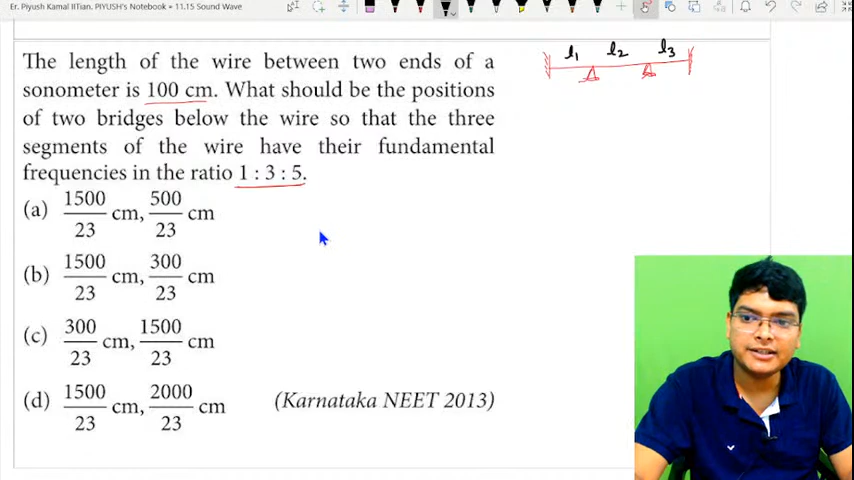 Er. Piyush Kamal IITian. PIYUSH's Notebook » 11.15 Sound Wave
The length of the wire between two ends of a
sonometer is 100 cm. What should be the positions
of two bridges below the wire so that the three
segments of the wire have their fundamental
frequencies in the ratio 1 : 3 : 5.
l₁ l₂ l₃
(a) 1500/23 cm, 500/23 cm
(b) 1500/23 cm, 300/23 cm
(c) 300/23 cm, 1500/23 cm
(d) 1500/23 cm, 2000/23 cm (Karnataka NEET 2013)